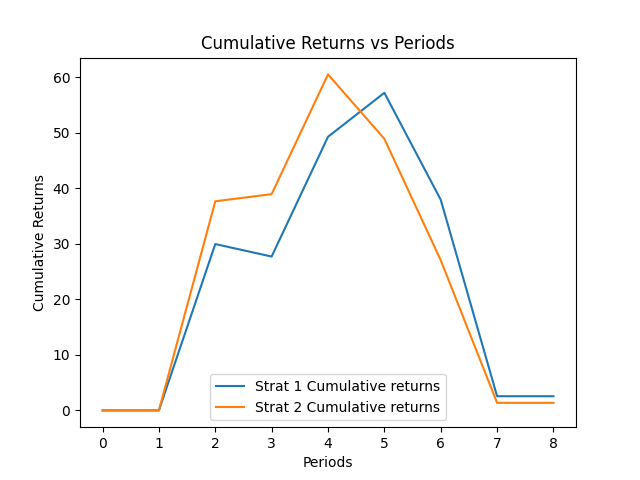 Cumulative Returns vs Periods
Cumulative Returns
60
50
40
30
20
10
0
Strat 1 Cumulative returns
Strat 2 Cumulative returns
0 1 2 3 4 5 6 7 8
Periods